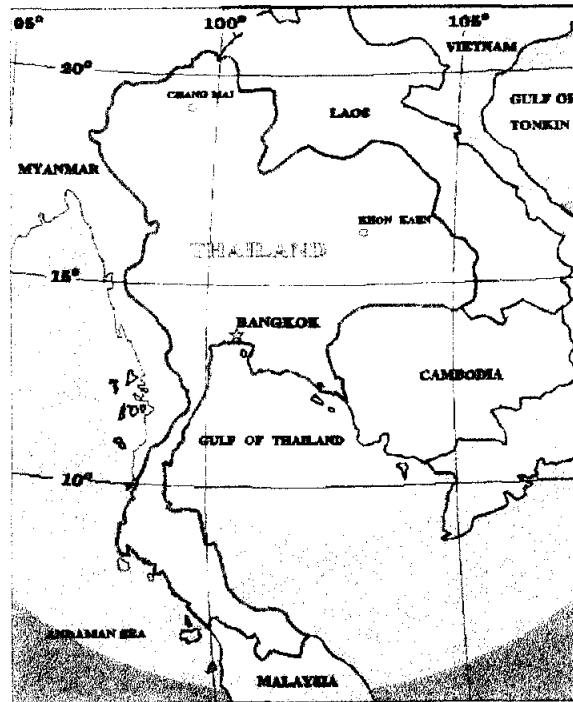 95°
100°
105°
VIETNAM
20°
CHANG MAI
GULF OF
TONKIN
LAOS
MYANMAR
KHON KAEN
THAILAND
15°
BANGKOK
CAMBODIA
GULF OF THAILAND
10°
ANDAMAN SEA
MALAYSIA